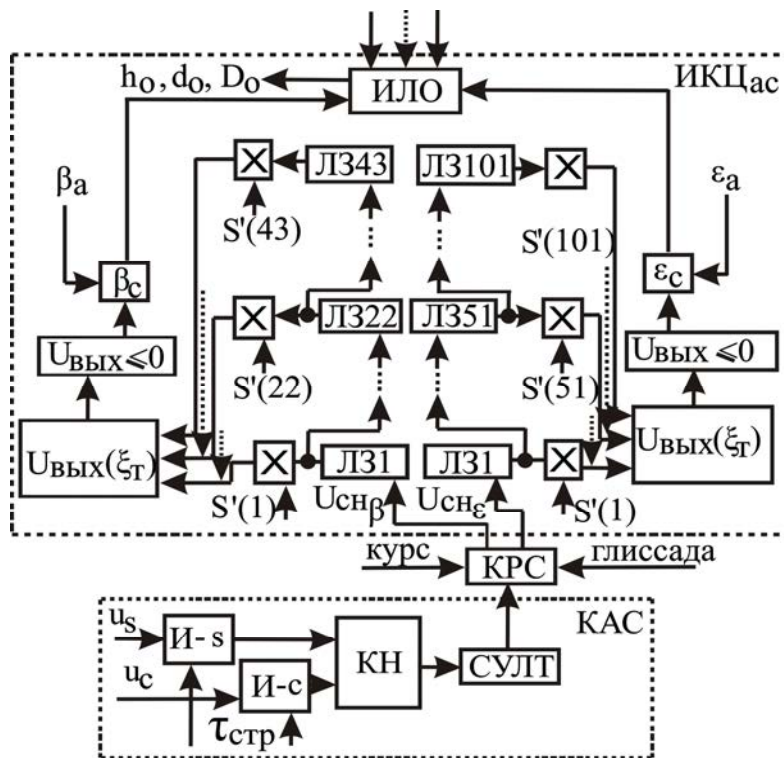 h₀, d₀, D₀
ИЛО
ИКЦас
βа
ЛЗ43
ЛЗ101
εа
S'(43)
S'(101)
βс
εс
ЛЗ22
ЛЗ51
Uвых≤0
Uвых≤0
S'(22)
S'(51)
Uвых(ξт)
ЛЗ1
ЛЗ1
Uвых(ξт)
S'(1)
Uснβ
Uснε
S'(1)
курс
КРС
глиссада
КАС
us
И-s
КН
СУЛТ
uc
И-с
τстр